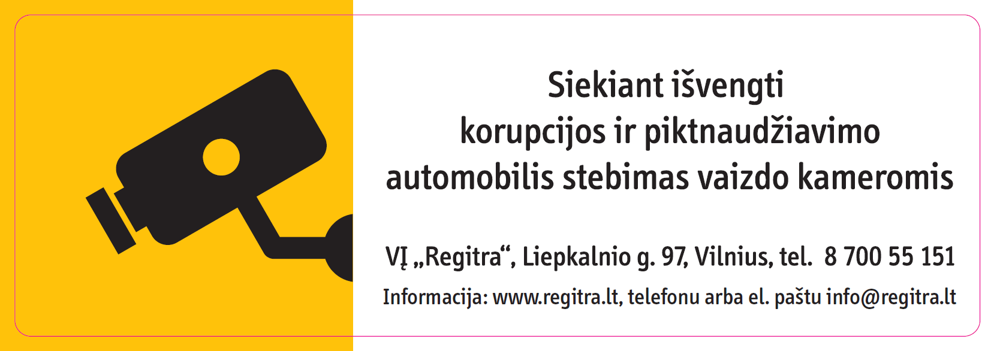 Siekiant išvengti
korupcijos ir piktnaudžiavimo
automobilis stebimas vaizdo kameromis
VĮ „Regitra“, Liepkalnio g. 97, Vilnius, tel. 8 700 55 151
Informacija: www.regitra.lt, telefonu arba el. paštu info@regitra.lt